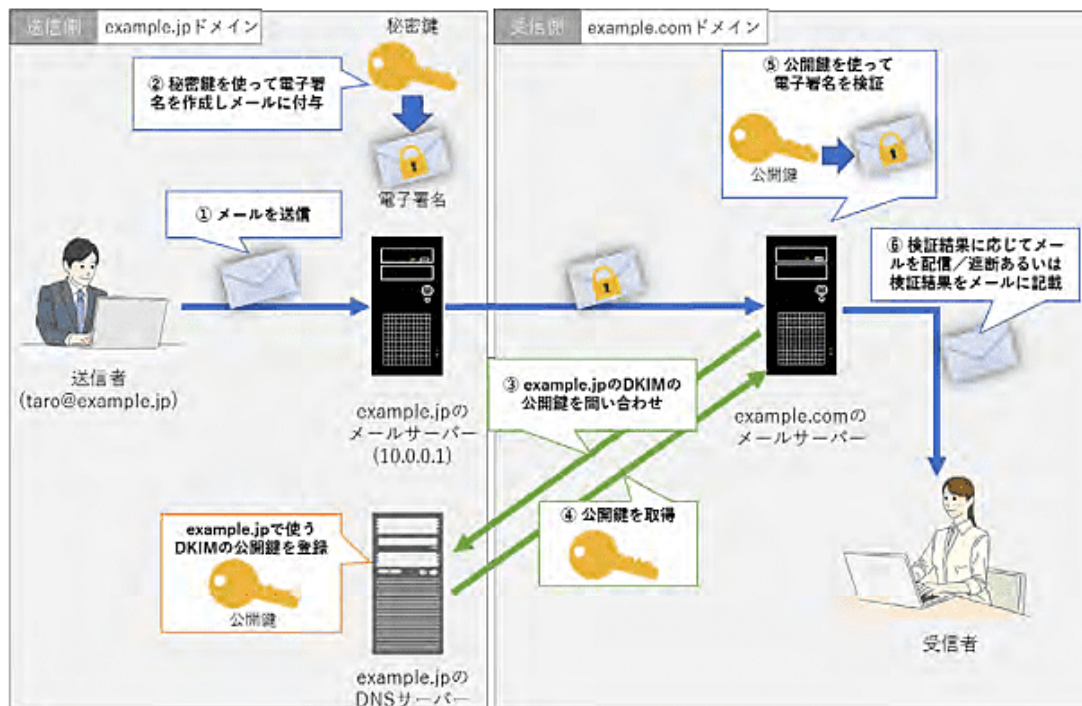 送信側 example.jpドメイン
秘密鍵
② 秘密鍵を使って電子署
名を作成しメールに付与
電子署名
① メールを送信
送信者
(taro@example.jp)
example.jpの
メールサーバー
(10.0.0.1)
example.jpで使う
DKIMの公開鍵を登録
公開鍵
example.jpの
DNSサーバー
③ example.jpのDKIMの
公開鍵を問い合わせ
④ 公開鍵を取得
受信側 example.comドメイン
⑤ 公開鍵を使って
電子署名を検証
公開鍵
example.comの
メールサーバー
⑥ 検証結果に応じてメー
ルを配信／遮断あるいは
検証結果をメールに記載
受信者